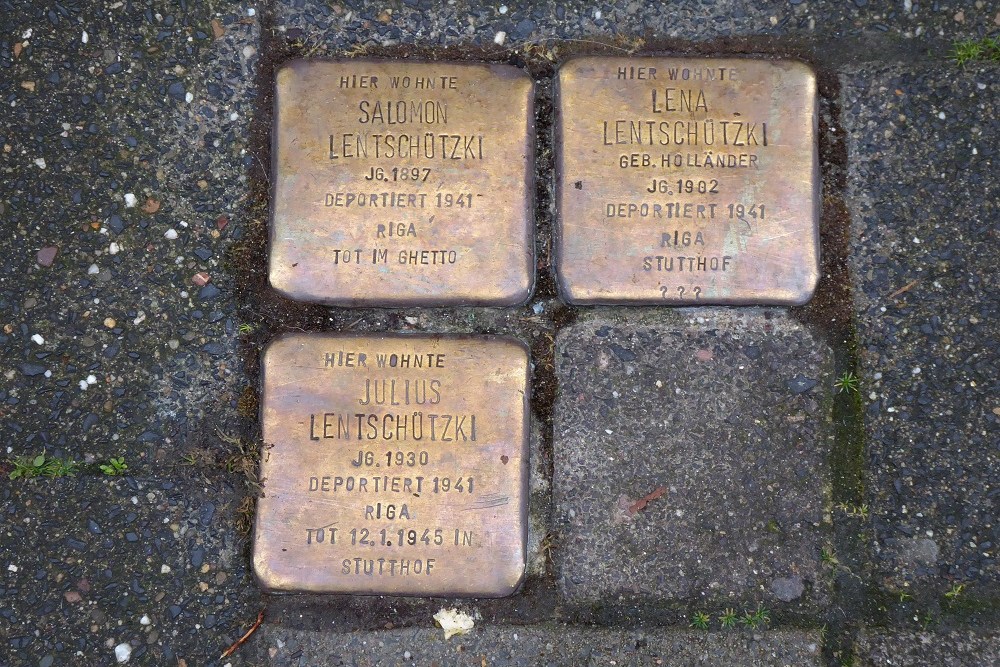 HIER WOHNTE
SALOMON
LENTSCHÜTZKI
JG. 1897
DEPORTIERT 1941
RIGA
TOT IM GHETTO
HIER WOHNTE
LENA
LENTSCHÜTZKI
GEB. HOLLÄNDER
JG. 1902
DEPORTIERT 1941
RIGA
STUTTHOF
? ? ?
HIER WOHNTE
JULIUS
LENTSCHÜTZKI
JG. 1930
DEPORTIERT 1941
RIGA
TOT 12.1.1945 IN
STUTTHOF